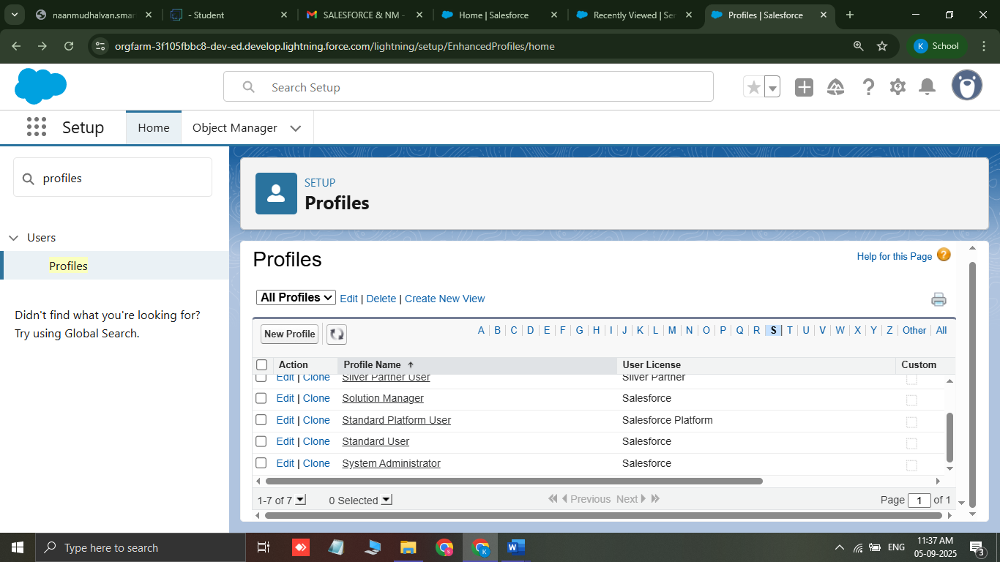 naanmudhalvan.smar
- Student
SALESFORCE & NM -
Home | Salesforce
Recently Viewed | Ser
Profiles | Salesforce
orgfarm-3f105fbbc8-dev-ed.develop.lightning.force.com/lightning/setup/EnhancedProfiles/home
K School
Search Setup
Setup Home Object Manager
profiles
Users
Profiles
Didn't find what you're looking for?
Try using Global Search.
SETUP
Profiles
Profiles
Help for this Page
All Profiles Edit | Delete | Create New View
New Profile
A B C D E F G H I J K L M N O P Q R S T U V W X Y Z Other All
Action Profile Name User License Custom
Edit | Clone Silver Partner User Silver Partner
Edit | Clone Solution Manager Salesforce
Edit | Clone Standard Platform User Salesforce Platform
Edit | Clone Standard User Salesforce
Edit | Clone System Administrator Salesforce
1-7 of 7 0 Selected Previous Next Page 1 of 1
Type here to search
ENG
11:37 AM
05-09-2025
3